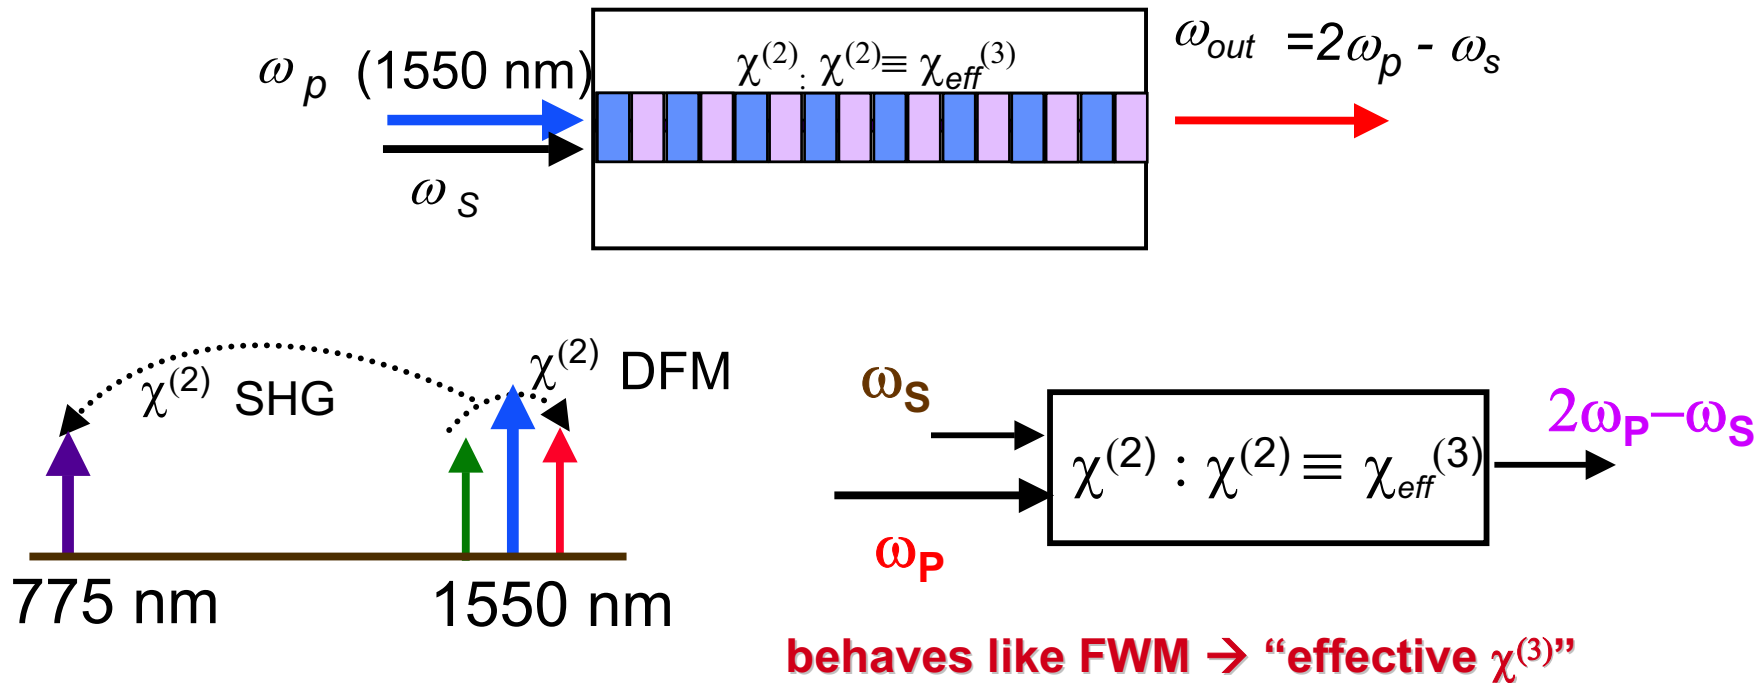 ω p (1550 nm)
ω S
χ(2) : χ(2) ≡ χeff(3)
ωout =2ωp - ωs
χ(2) SHG
χ(2) DFM
775 nm
1550 nm
ωS
ωP
χ(2) : χ(2) ≡ χeff(3)
2ωP–ωS
behaves like FWM → “effective χ(3)”